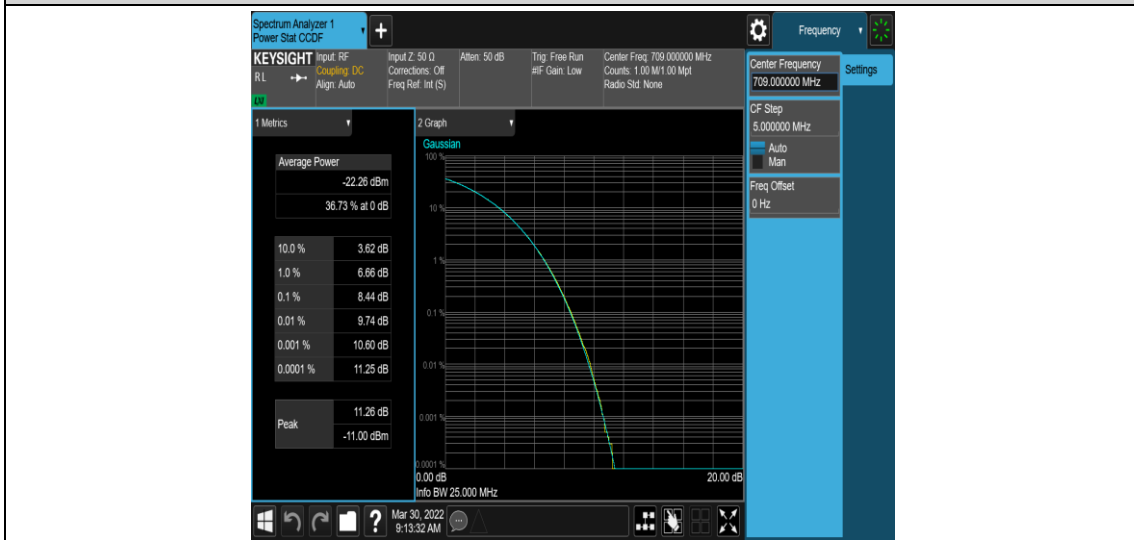 Spectrum Analyzer 1
Power Stat CCDF
+
Frequency
KEYSIGHT
RL
LXI
Input: RF
Coupling: DC
Align: Auto
Input Z: 50 Ω
Corrections: Off
Freq Ref: Int (S)
Atten: 50 dB
Trig: Free Run
#IF Gain: Low
Center Freq: 709.000000 MHz
Counts: 1.00 M/1.00 Mpt
Radio Std: None
Center Frequency
709.000000 MHz
Settings
CF Step
5.000000 MHz
Auto
Man
Freq Offset
0 Hz
1 Metrics
Average Power
-22.26 dBm
36.73 % at 0 dB
10.0 % 3.62 dB
1.0 % 6.66 dB
0.1 % 8.44 dB
0.01 % 9.74 dB
0.001 % 10.60 dB
0.0001 % 11.25 dB
Peak
11.26 dB
-11.00 dBm
2 Graph
Gaussian
100 %
10 %
1 %
0.1 %
0.01 %
0.001 %
0.0001 %
0.00 dB 20.00 dB
Info BW 25.000 MHz
?
Mar 30, 2022
9:13:32 AM